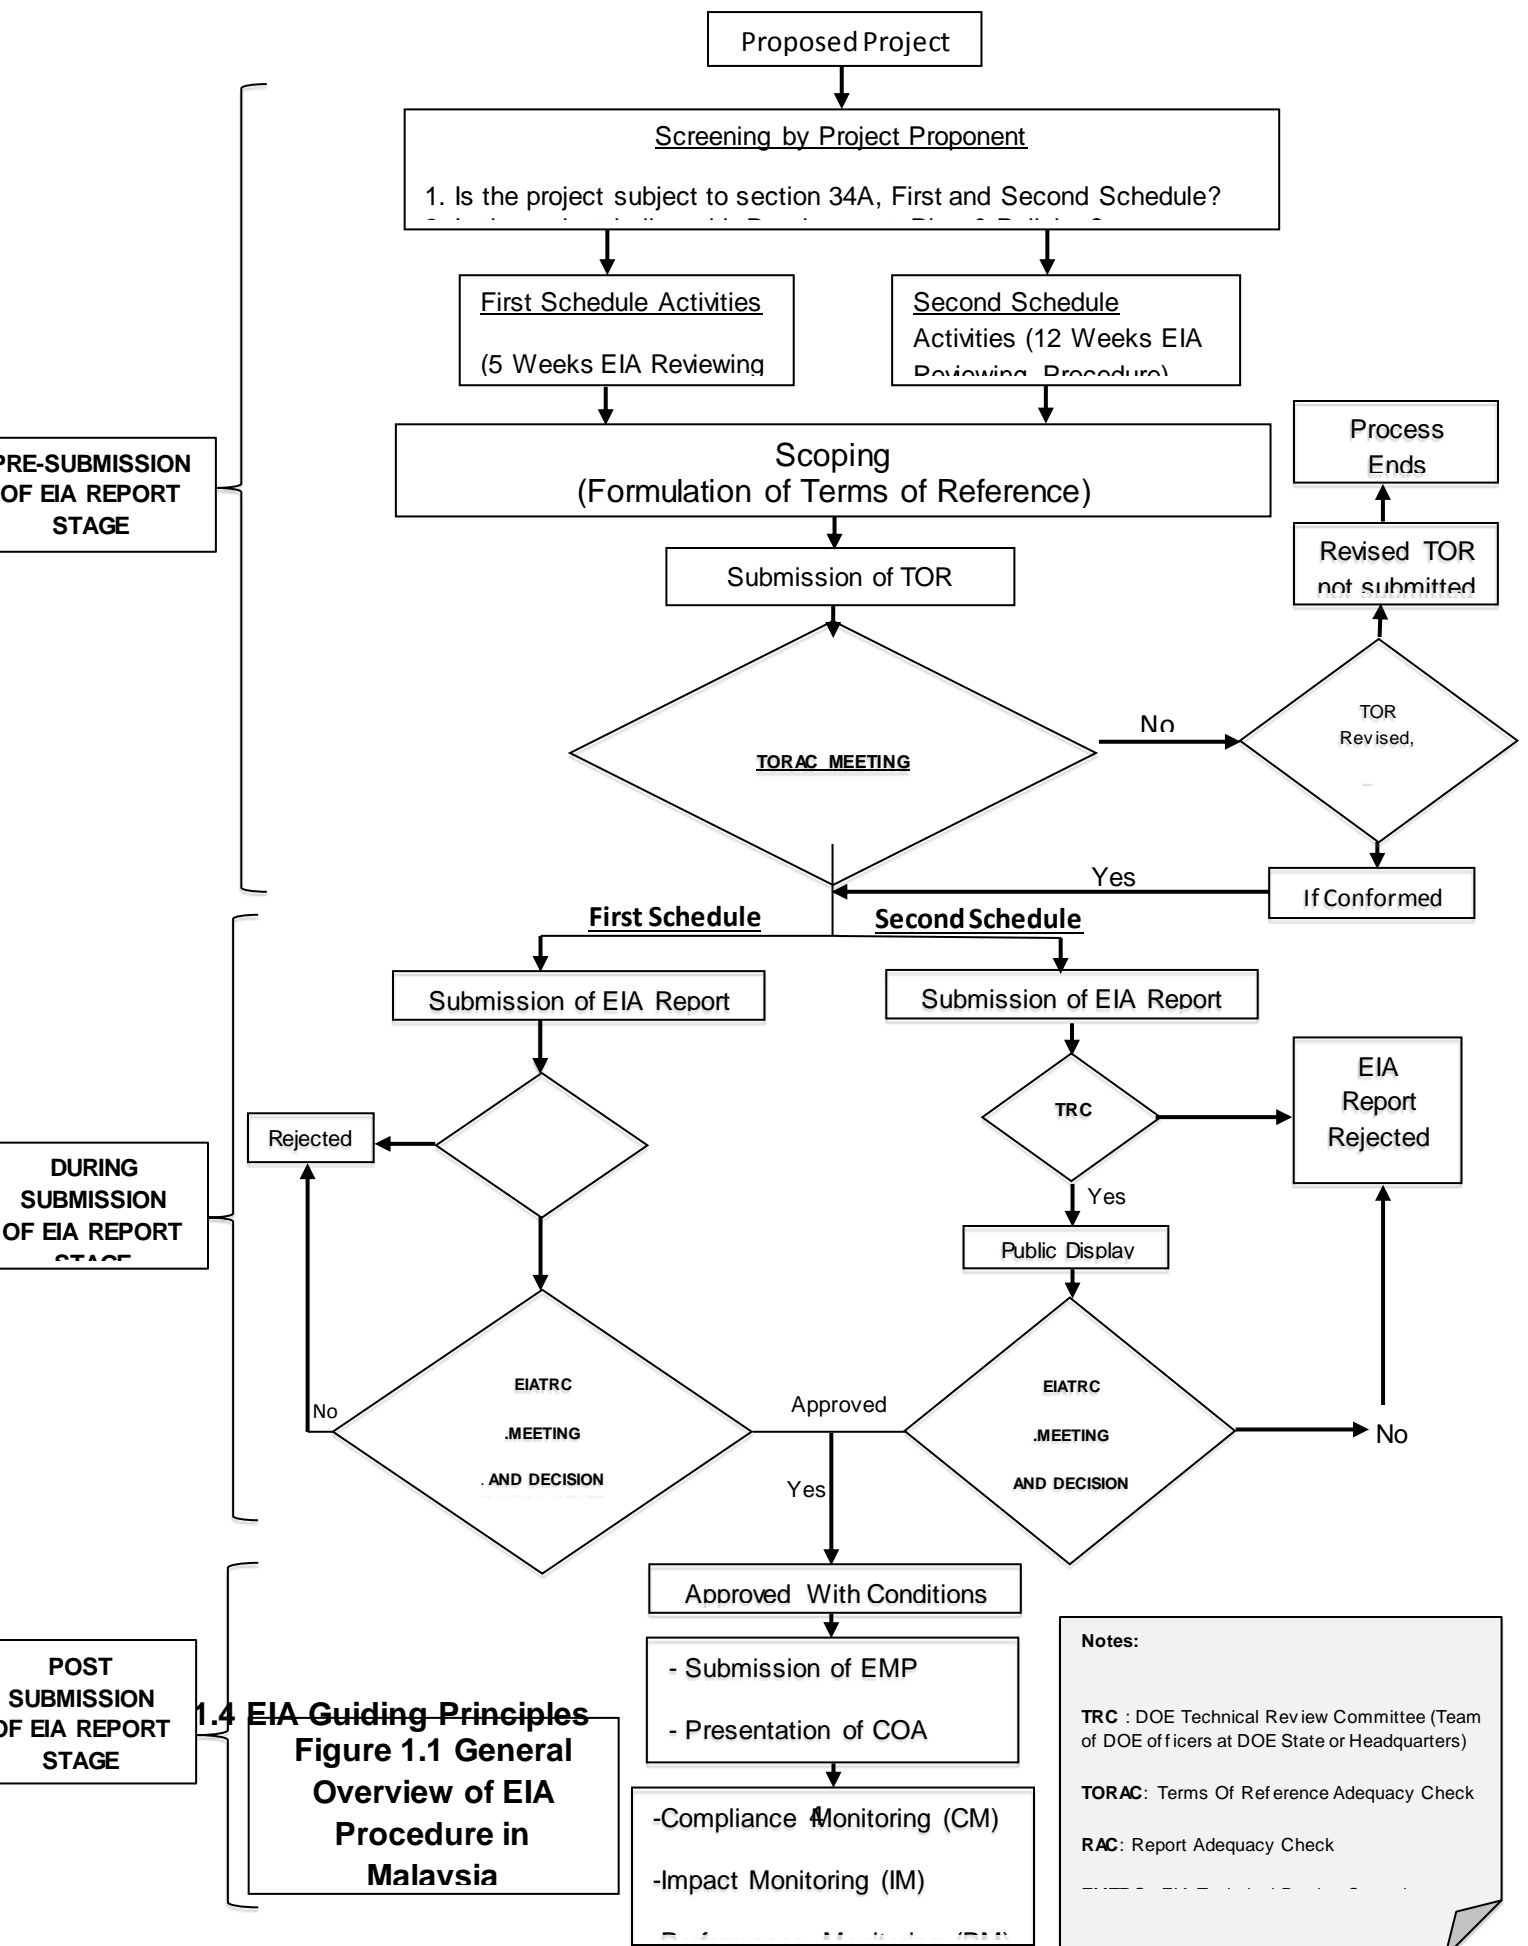 Proposed Project
Screening by Project Proponent
1. Is the project subject to section 34A, First and Second Schedule?
First Schedule Activities
(5 Weeks EIA Reviewing
Second Schedule
Activities (12 Weeks EIA
Reviewing Procedure)
Scoping
(Formulation of Terms of Reference)
Process
Ends
PRE-SUBMISSION
OF EIA REPORT
STAGE
Submission of TOR
Revised TOR
not submitted
TORAC MEETING
No
TOR
Revised,
Yes
If Conformed
First Schedule
Second Schedule
Submission of EIA Report
Submission of EIA Report
Rejected
TRC
EIA
Report
Rejected
DURING
SUBMISSION
OF EIA REPORT
STAGE
Yes
Public Display
EIATRC
.MEETING
. AND DECISION
No
Approved
Yes
EIATRC
.MEETING
AND DECISION
No
Approved With Conditions
- Submission of EMP
- Presentation of COA
POST
SUBMISSION
OF EIA REPORT
STAGE
1.4 EIA Guiding Principles
Figure 1.1 General
Overview of EIA
Procedure in
Malaysia
-Compliance Monitoring (CM)
4
-Impact Monitoring (IM)
Notes:
TRC : DOE Technical Review Committee (Team
of DOE officers at DOE State or Headquarters)
TORAC: Terms Of Reference Adequacy Check
RAC: Report Adequacy Check